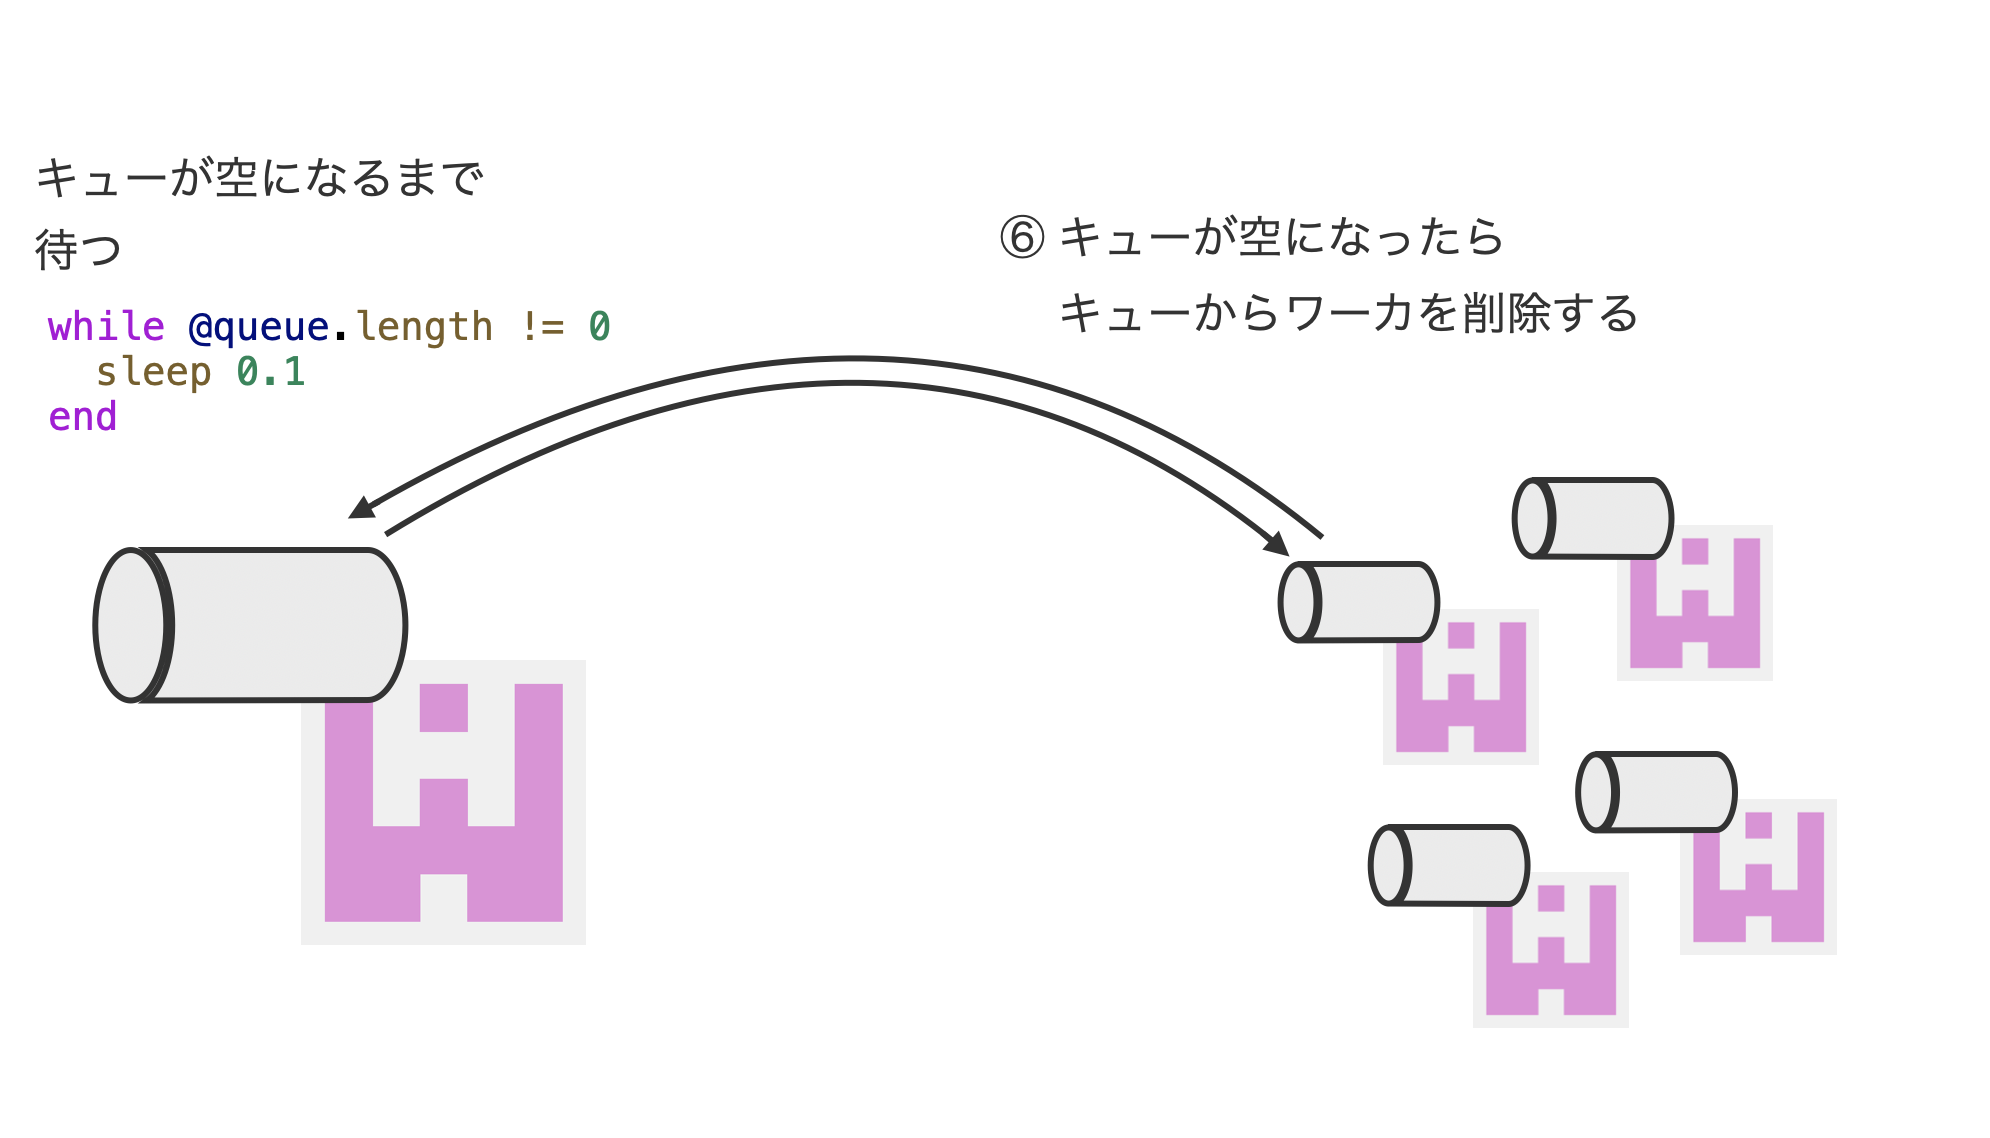 キューが空になるまで
待つ
while @queue.length != 0
  sleep 0.1
end
⑥ キューが空になったら
キューからワーカを削除する